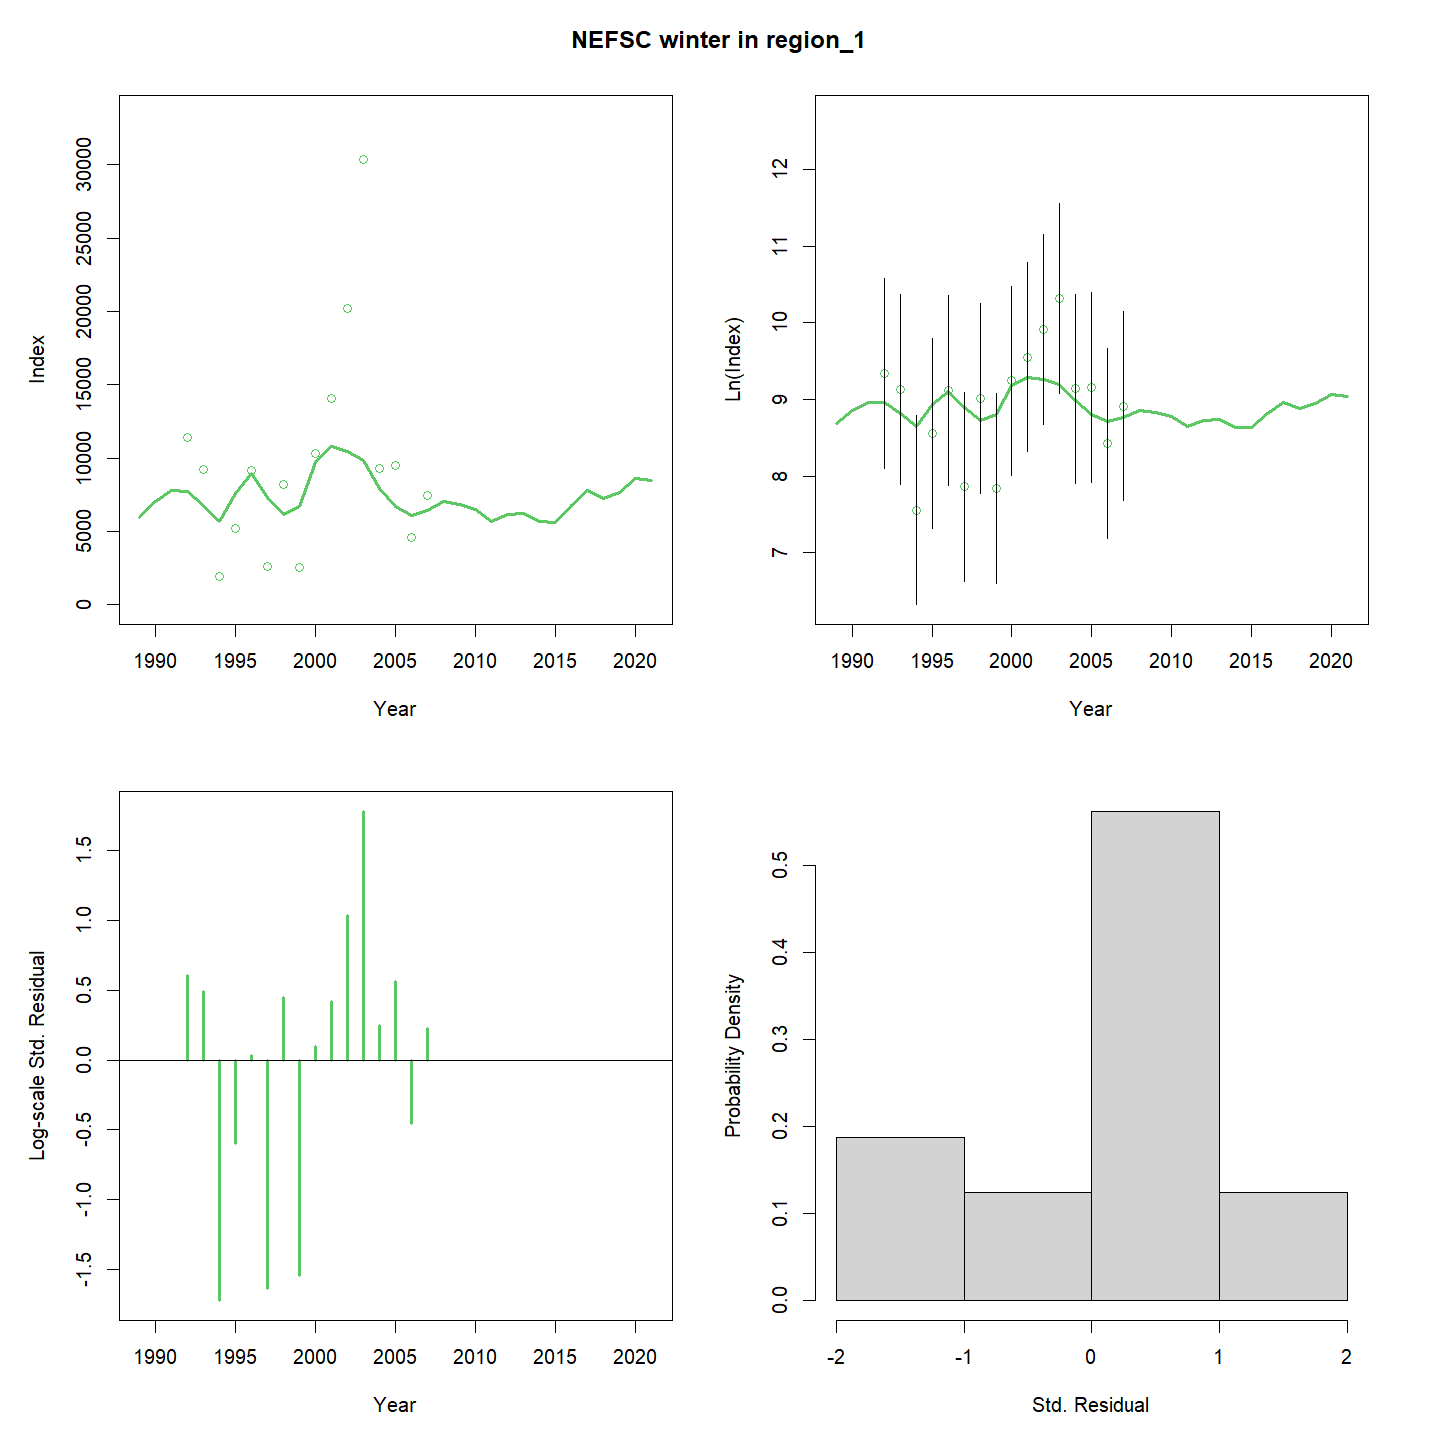 NEFSC winter in region_1
Index
0 5000 10000 15000 20000 25000 30000
1990 1995 2000 2005 2010 2015 2020
Year
Ln(Index)
7 8 9 10 11 12
1990 1995 2000 2005 2010 2015 2020
Year
Log-scale Std. Residual
-1.5 -1.0 -0.5 0.0 0.5 1.0 1.5
1990 1995 2000 2005 2010 2015 2020
Year
Probability Density
0.0 0.1 0.2 0.3 0.4 0.5
-2 -1 0 1 2
Std. Residual